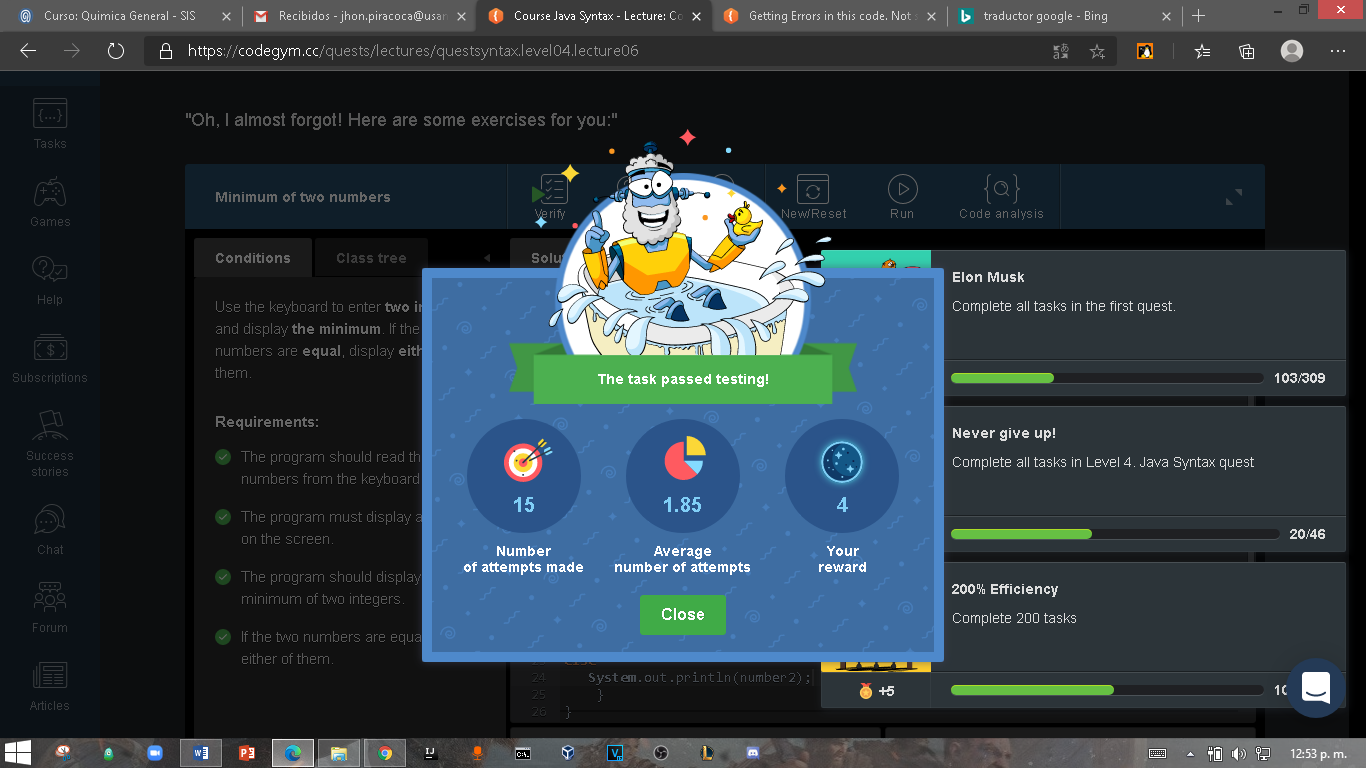 Curso: Quimica General - SIS
Recibidos - jhon.piracoca@usan
Course Java Syntax - Lecture: Co
Getting Errors in this code. Not s
traductor google - Bing
https://codegym.cc/quests/lectures/questsyntax.level04.lecture06
"Oh, I almost forgot! Here are some exercises for you:"
Tasks
Games
Help
Subscriptions
Success
stories
Chat
Forum
Articles
Minimum of two numbers
Verify
New/Reset
Run
Code analysis
Conditions
Class tree
Solu
Use the keyboard to enter two in
and display the minimum. If the
numbers are equal, display eith
them.
Requirements:
The program should read th
numbers from the keyboard
The program must display a
on the screen.
The program should display
minimum of two integers.
If the two numbers are equa
either of them.
The task passed testing!
15
Number
of attempts made
1.85
Average
number of attempts
4
Your
reward
Close
24 System.out.println(number2);
25 }
26 }
Elon Musk
Complete all tasks in the first quest.
103/309
Never give up!
Complete all tasks in Level 4. Java Syntax quest
20/46
200% Efficiency
Complete 200 tasks
+5
10
12:53 p. m.